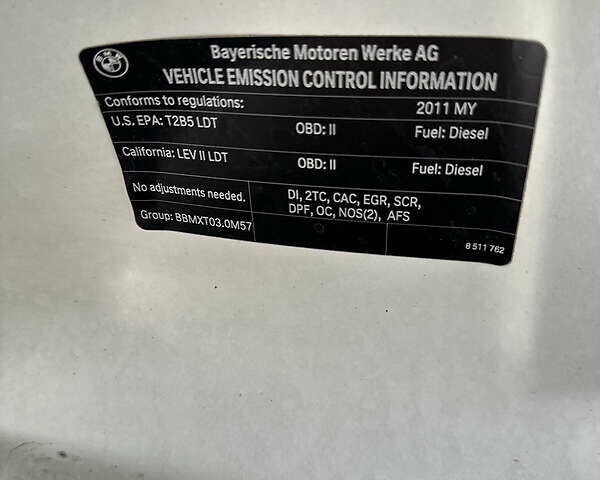 BMW
Bayerische Motoren Werke AG
VEHICLE EMISSION CONTROL INFORMATION
Conforms to regulations: 2011 MY
U.S. EPA: T2B5 LDT OBD: II Fuel: Diesel
California: LEV II LDT OBD: II Fuel: Diesel
No adjustments needed. DI, 2TC, CAC, EGR, SCR,
DPF, OC, NOS(2), AFS
Group: BBMXT03.0M57
8 511 762